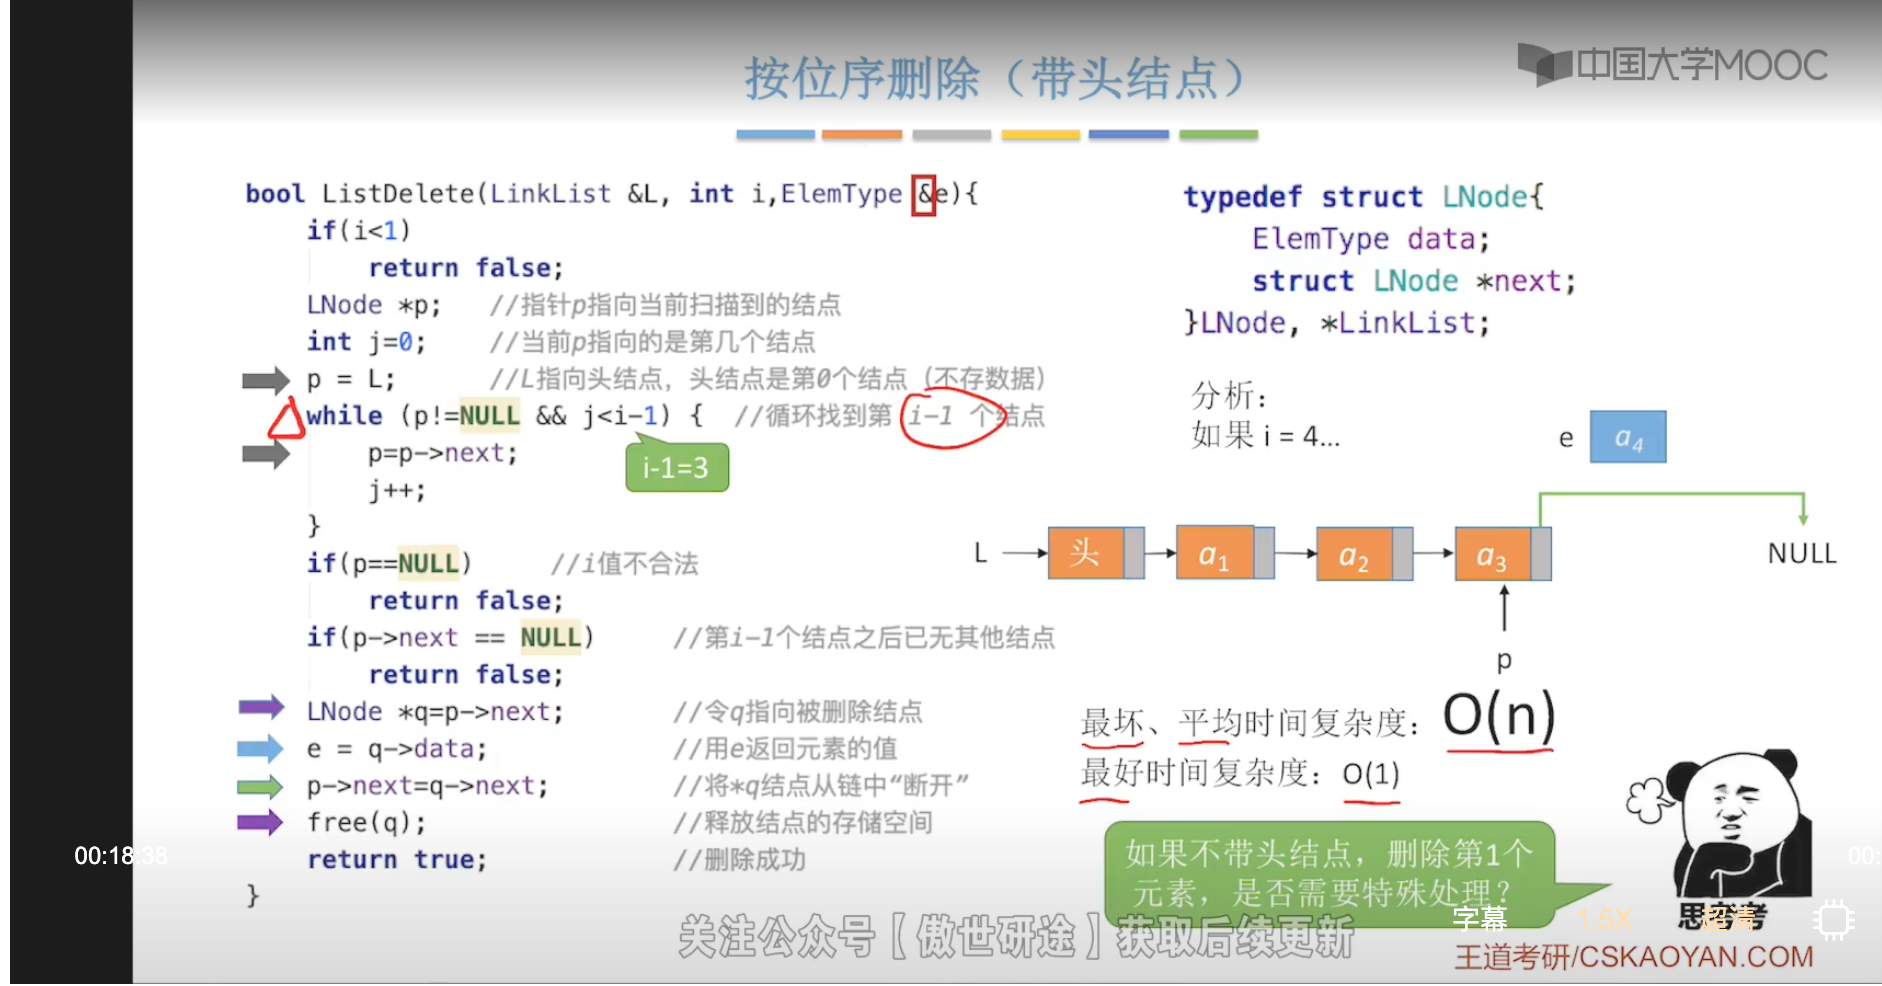 按位序删除（带头结点）
中国大学MOOC
bool ListDelete(LinkList &L, int i,ElemType &e){
if(i<1)
return false;
LNode *p; //指针p指向当前扫描到的结点
int j=0; //当前p指向的是第几个结点
p = L; //L指向头结点，头结点是第0个结点（不存数据）
while (p!=NULL && j<i-1) { //循环找到第 i-1 个结点
p=p->next;
i-1=3
j++;
}
if(p==NULL) //i值不合法
return false;
if(p->next == NULL) //第i-1个结点之后已无其他结点
return false;
LNode *q=p->next; //令q指向被删除结点
e = q->data; //用e返回元素的值
p->next=q->next; //将*q结点从链中“断开”
free(q); //释放结点的存储空间
return true; //删除成功
}
typedef struct LNode{
ElemType data;
struct LNode *next;
}LNode, *LinkList;
分析：
如果 i = 4...
e a4
L 头 a1 a2 a3 NULL
p
最坏、平均时间复杂度：O(n)
最好时间复杂度：O(1)
如果不带头结点，删除第1个
元素，是否需要特殊处理？
00:18:38
00:
关注公众号【傲世研途】获取后续更新
字幕 1.5X 超清
王道考研/CSKAOYAN.COM